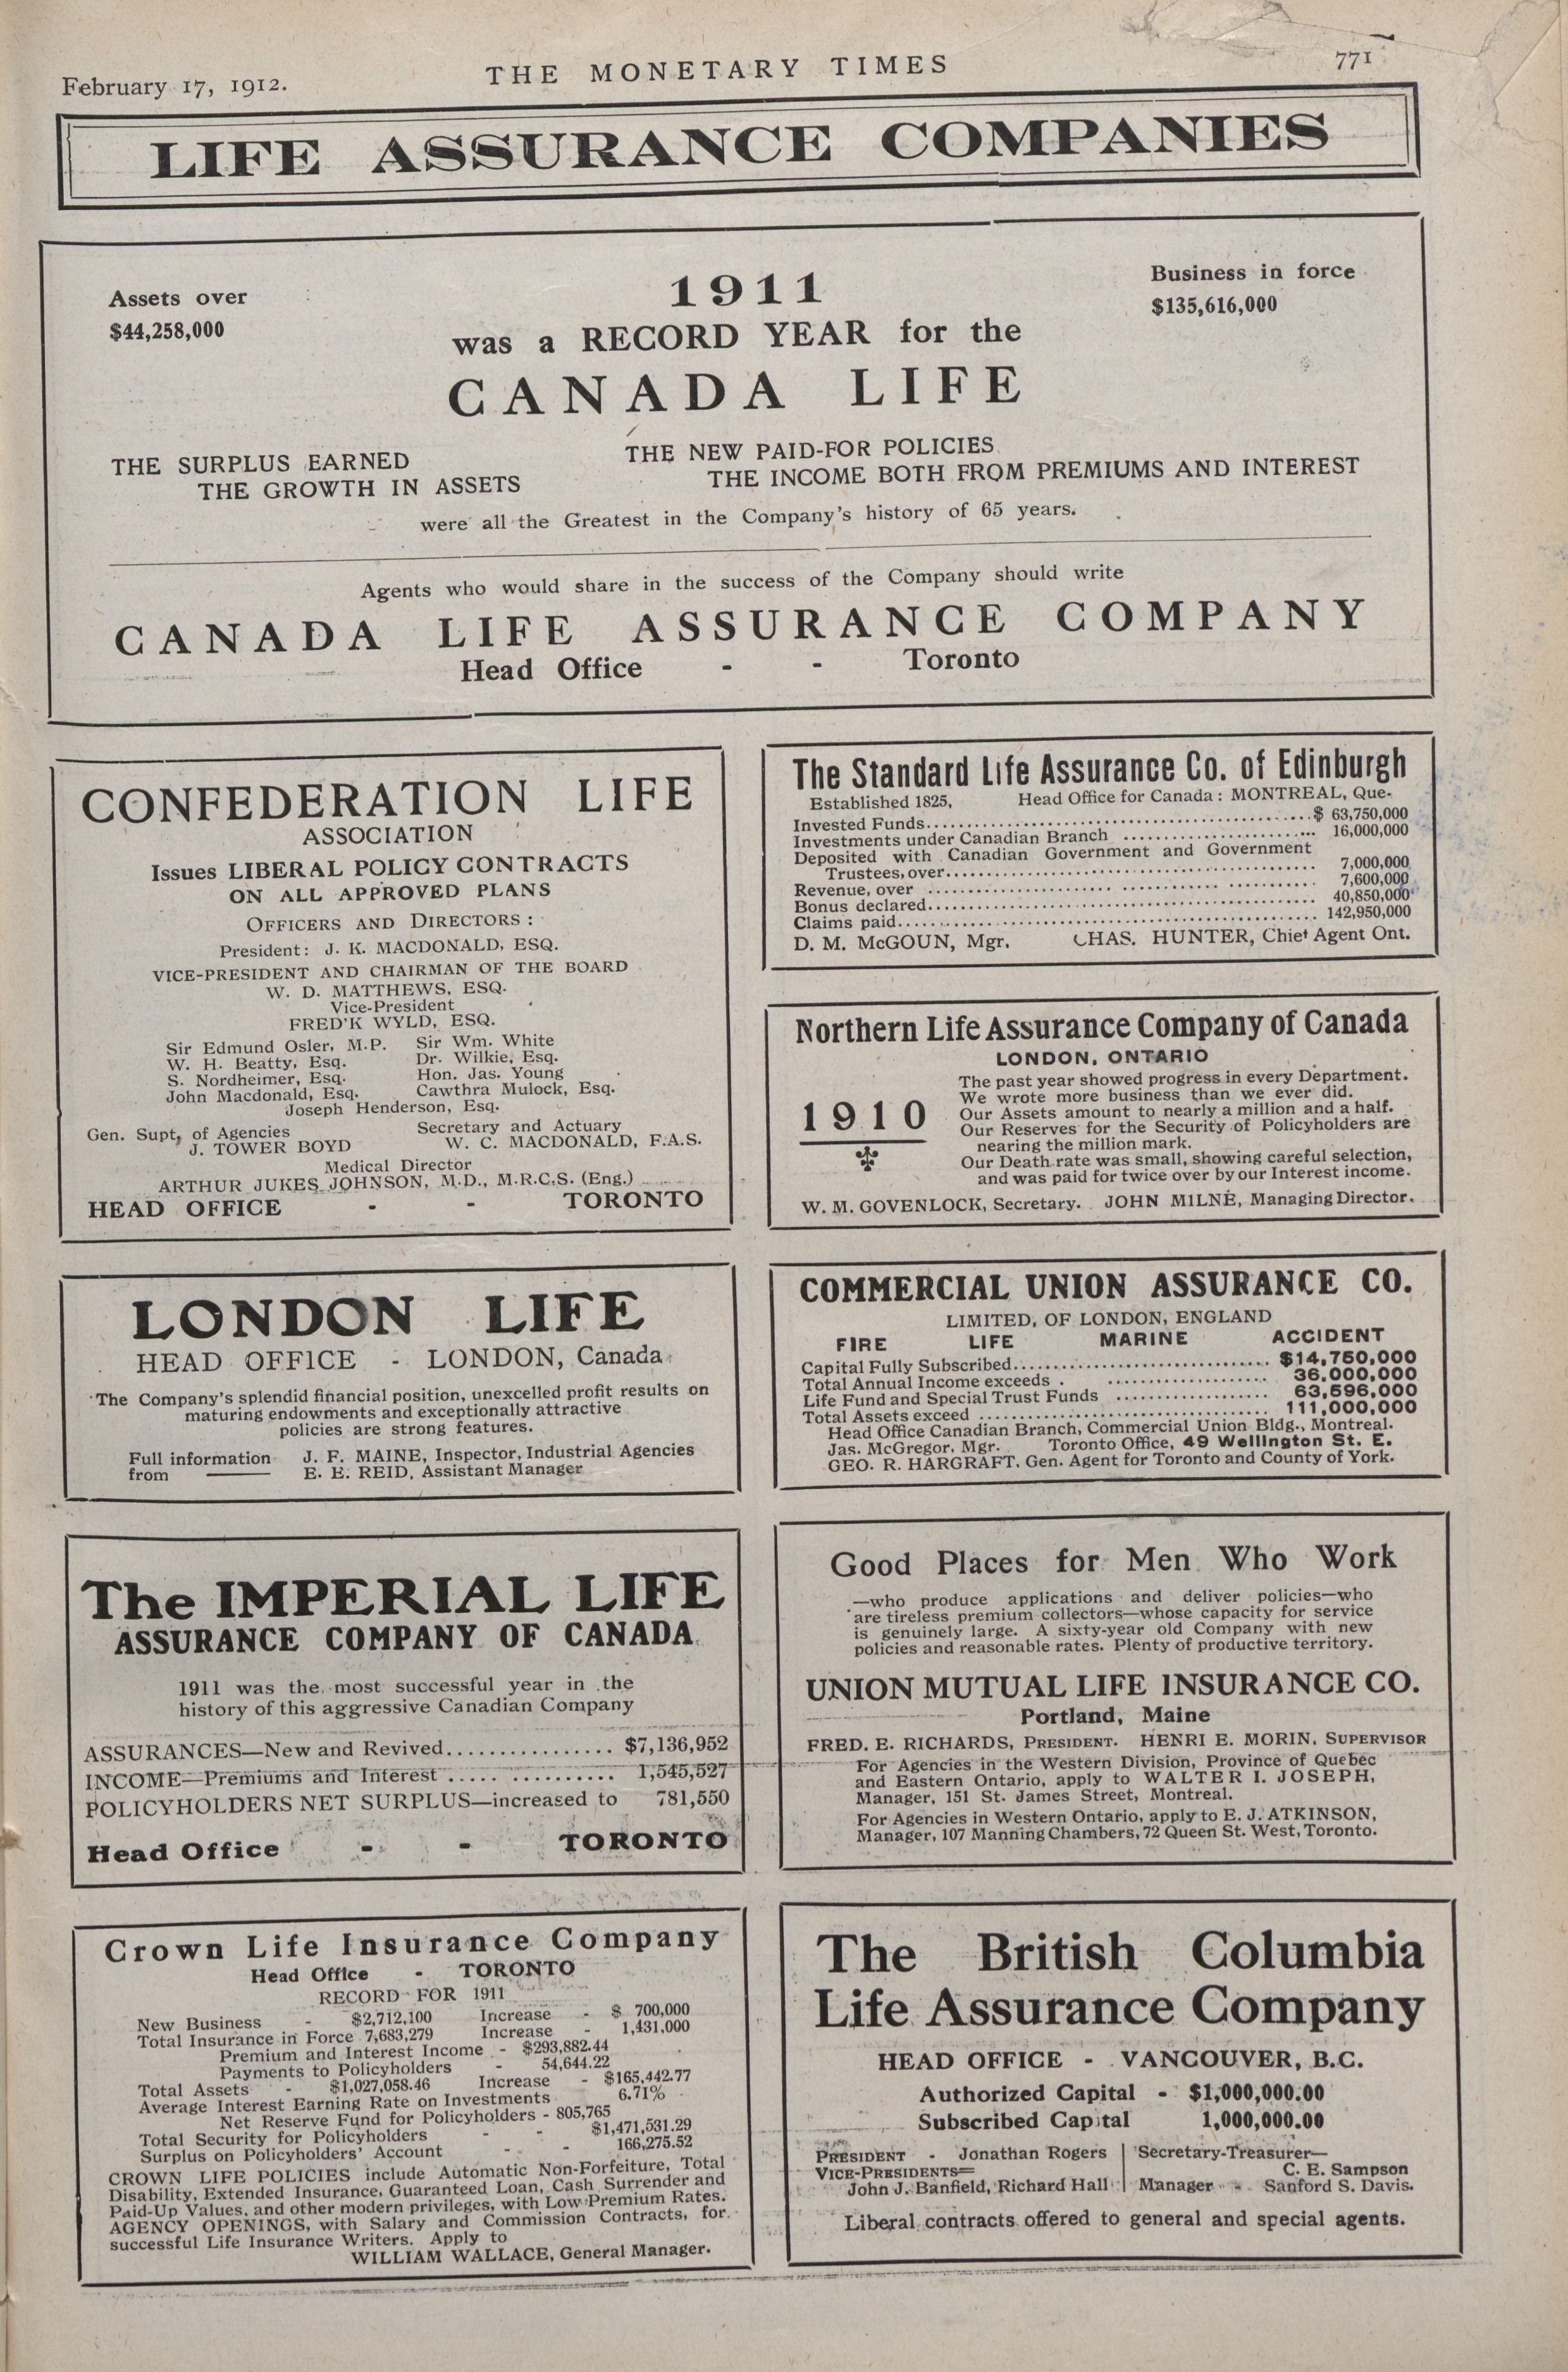 February 17, 1912.
THE MONETARY TIMES
771
LIFE ASSURANCE COMPANIES
Assets over
$44,258,000
Business in force
$135,616,000
1911
was a RECORD YEAR for the
CANADA LIFE
THE SURPLUS EARNED
THE GROWTH IN ASSETS
THE NEW PAID-FOR POLICIES
THE INCOME BOTH FROM PREMIUMS AND INTEREST
were all the Greatest in the Company's history of 65 years.
Agents who would share in the success of the Company should write
CANADA LIFE ASSURANCE COMPANY
Head Office - - Toronto
CONFEDERATION LIFE
ASSOCIATION
Issues LIBERAL POLICY CONTRACTS
ON ALL APPROVED PLANS
OFFICERS AND DIRECTORS:
President: J. K. MACDONALD, ESQ.
VICE-PRESIDENT AND CHAIRMAN OF THE BOARD
W. D. MATTHEWS, ESQ.
Vice-President
FRED'K WYLD, ESQ.
Sir Edmund Osler, M.P. Sir Wm. White
W. H. Beatty, Esq. Dr. Wilkie, Esq.
S. Nordheimer, Esq. Hon. Jas. Young
John Macdonald, Esq. Cawthra Mulock, Esq.
Joseph Henderson, Esq.
Gen. Supt, of Agencies Secretary and Actuary
J. TOWER BOYD W. C. MACDONALD, F.A.S.
Medical Director
ARTHUR JUKES JOHNSON, M.D., M.R.C.S. (Eng.)
HEAD OFFICE - - TORONTO
The Standard Life Assurance Co. of Edinburgh
Established 1825, Head Office for Canada: MONTREAL, Que.
Invested Funds...........$ 63,750,000
Investments under Canadian Branch ........... 16,000,000
Deposited with Canadian Government and Government
Trustees, over........... 7,000,000
Revenue, over ........... 7,600,000
Bonus declared........... 40,850,000
Claims paid........... 142,950,000
D. M. McGOUN, Mgr. CHAS. HUNTER, Chief Agent Ont.
Northern Life Assurance Company of Canada
LONDON, ONTARIO
1910
The past year showed progress in every Department.
We wrote more business than we ever did.
Our Assets amount to nearly a million and a half.
Our Reserves for the Security of Policyholders are
nearing the million mark.
Our Death rate was small, showing careful selection,
and was paid for twice over by our Interest income.
W. M. GOVENLOCK, Secretary. JOHN MILNE, Managing Director.
LONDON LIFE
HEAD OFFICE - LONDON, Canada
The Company's splendid financial position, unexcelled profit results on
maturing endowments and exceptionally attractive
policies are strong features.
Full information J. F. MAINE, Inspector, Industrial Agencies
from E. E. REID, Assistant Manager
COMMERCIAL UNION ASSURANCE CO.
LIMITED, OF LONDON, ENGLAND
FIRE LIFE MARINE ACCIDENT
Capital Fully Subscribed........... $14,750,000
Total Annual Income exceeds ........... 36,000,000
Life Fund and Special Trust Funds ........... 63,596,000
Total Assets exceed ........... 111,000,000
Head Office Canadian Branch, Commercial Union Bldg., Montreal.
Jas. McGregor, Mgr. Toronto Office, 49 Wellington St. E.
GEO. R. HARGRAFT, Gen. Agent for Toronto and County of York.
The IMPERIAL LIFE
ASSURANCE COMPANY OF CANADA
1911 was the most successful year in the
history of this aggressive Canadian Company
ASSURANCES—New and Revived........... $7,136,952
INCOME—Premiums and Interest ........... 1,545,527
POLICYHOLDERS NET SURPLUS—increased to 781,550
Head Office - - TORONTO
Good Places for Men Who Work
—who produce applications and deliver policies—who
are tireless premium collectors—whose capacity for service
is genuinely large. A sixty-year old Company with new
policies and reasonable rates. Plenty of productive territory.
UNION MUTUAL LIFE INSURANCE CO.
Portland, Maine
FRED. E. RICHARDS, PRESIDENT. HENRI E. MORIN, SUPERVISOR
For Agencies in the Western Division, Province of Quebec
and Eastern Ontario, apply to WALTER I. JOSEPH,
Manager, 151 St. James Street, Montreal.
For Agencies in Western Ontario, apply to E. J. ATKINSON,
Manager, 107 Manning Chambers, 72 Queen St. West, Toronto.
Crown Life Insurance Company
Head Office - TORONTO
RECORD FOR 1911
New Business - $2,712,100 Increase - $ 700,000
Total Insurance in Force 7,683,279 Increase - 1,431,000
Premium and Interest Income - $293,882.44
Payments to Policyholders - 54,644.22
Total Assets - $1,027,058.46 Increase - $165,442.77
Average Interest Earning Rate on Investments 6.71%
Net Reserve Fund for Policyholders - 805,765
Total Security for Policyholders - - $1,471,531.29
Surplus on Policyholders' Account - - 166,275.52
CROWN LIFE POLICIES include Automatic Non-Forfeiture, Total
Disability, Extended Insurance, Guaranteed Loan, Cash Surrender and
Paid-Up Values, and other modern privileges, with Low Premium Rates.
AGENCY OPENINGS, with Salary and Commission Contracts, for
successful Life Insurance Writers. Apply to
WILLIAM WALLACE, General Manager.
The British Columbia
Life Assurance Company
HEAD OFFICE - VANCOUVER, B.C.
Authorized Capital - $1,000,000.00
Subscribed Capital 1,000,000.00
PRESIDENT - Jonathan Rogers Secretary-Treasurer—
VICE-PRESIDENTS— C. E. Sampson
John J. Banfield, Richard Hall Manager - Sanford S. Davis.
Liberal contracts offered to general and special agents.